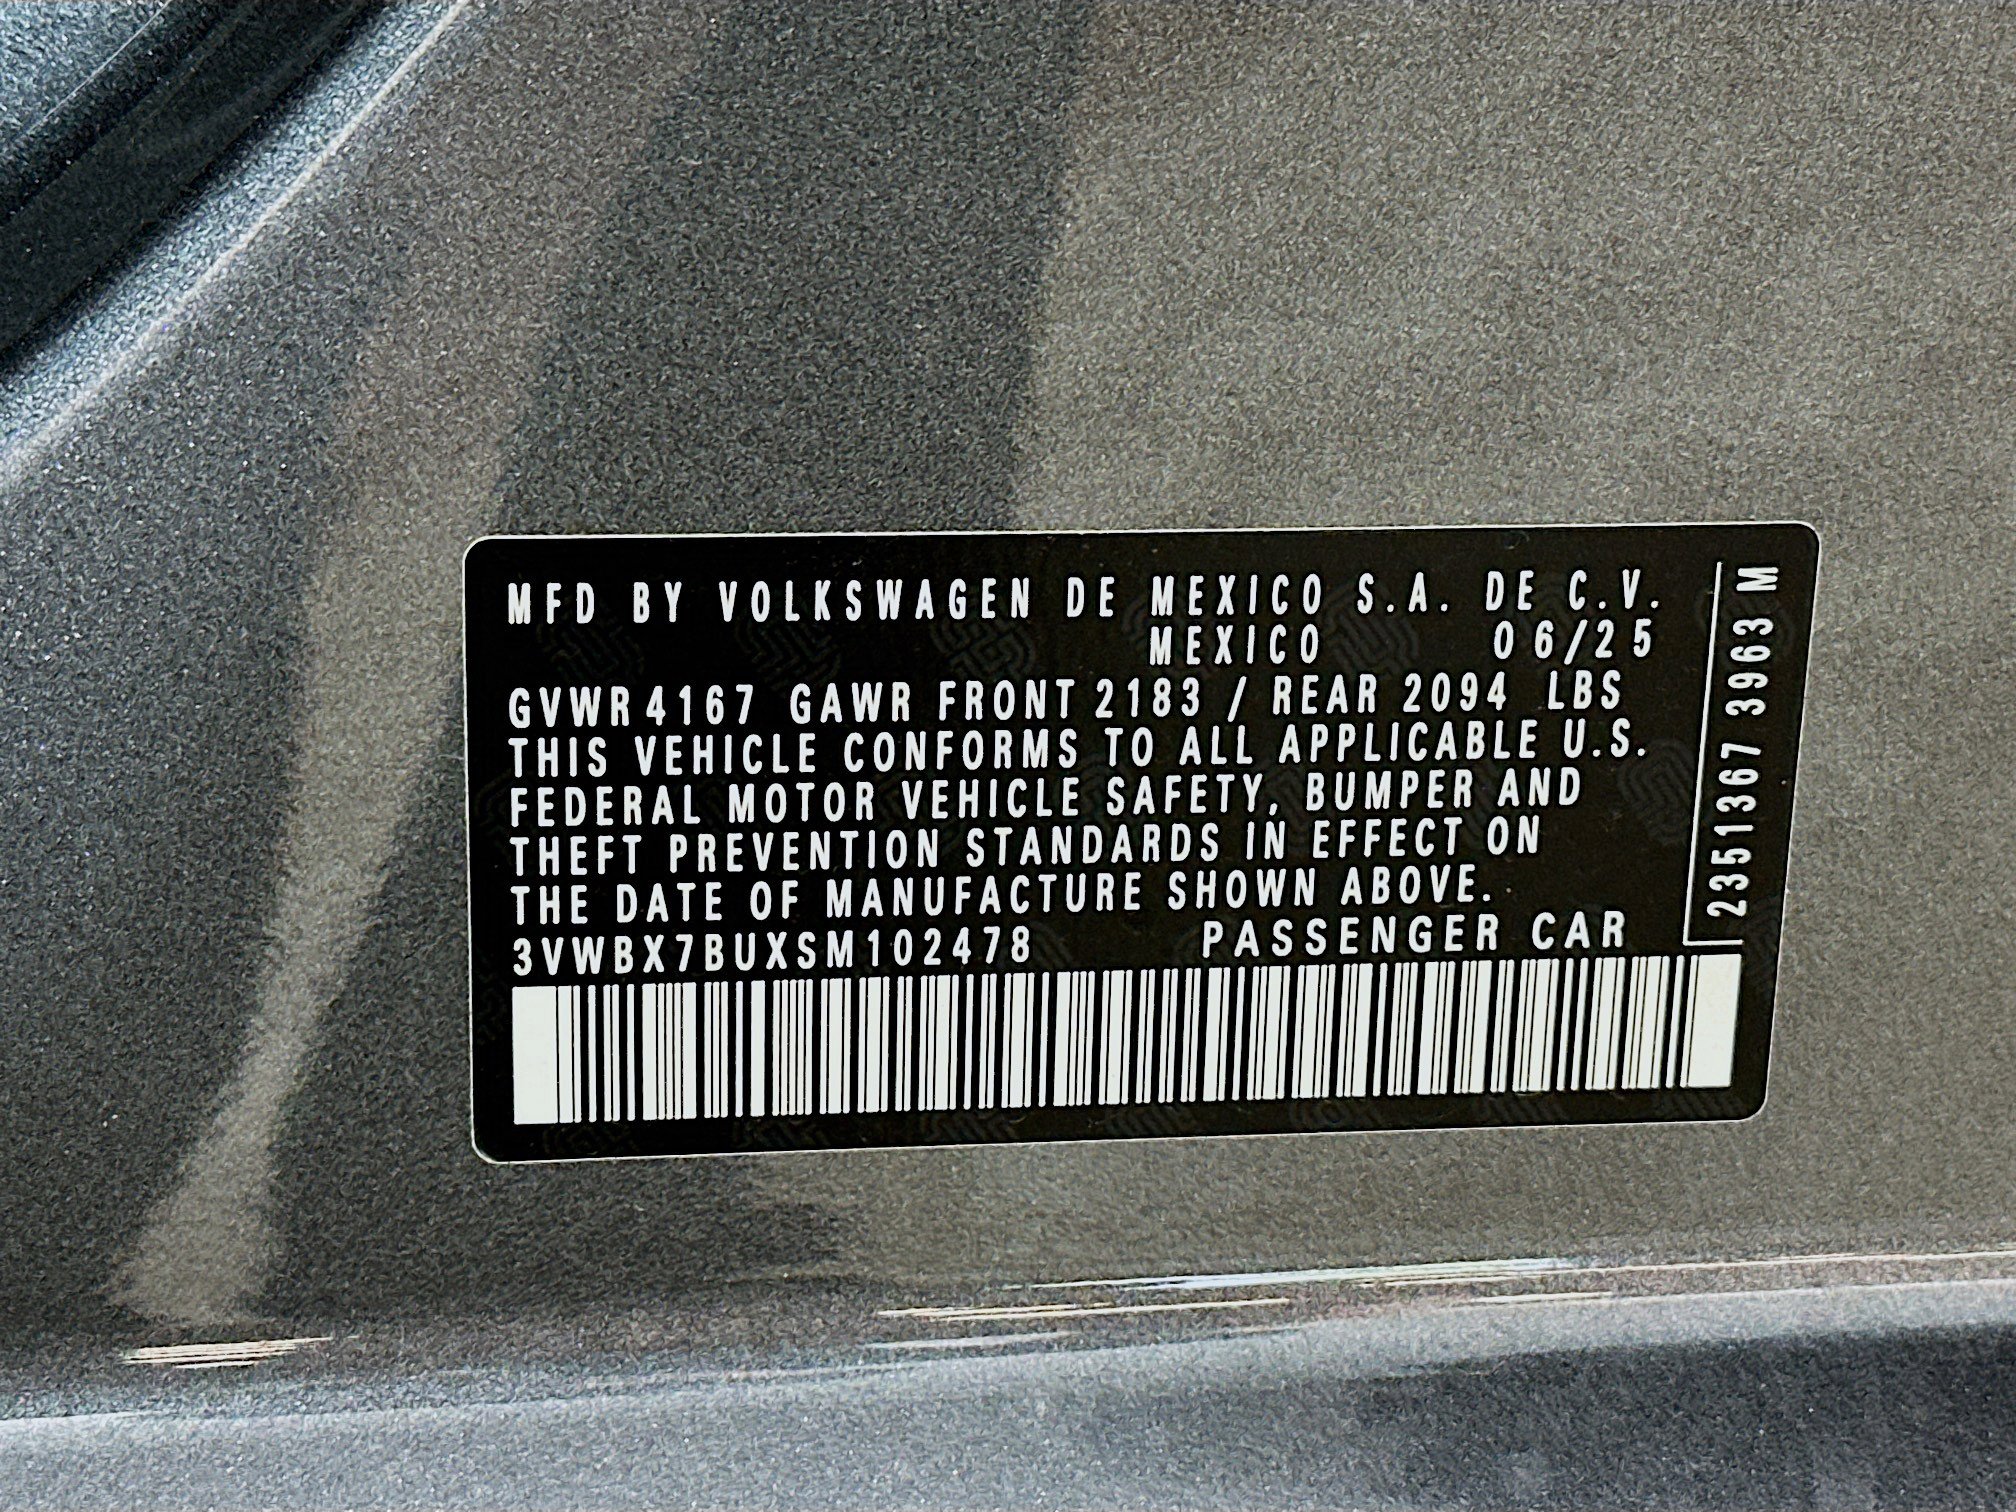 MFD BY VOLKSWAGEN DE MEXICO S.A. DE C.V.
MEXICO 06/25
GVWR 4167 GAWR FRONT 2183 / REAR 2094 LBS
THIS VEHICLE CONFORMS TO ALL APPLICABLE U.S.
FEDERAL MOTOR VEHICLE SAFETY, BUMPER AND
THEFT PREVENTION STANDARDS IN EFFECT ON
THE DATE OF MANUFACTURE SHOWN ABOVE.
3VWBX7BUXSM102478 PASSENGER CAR
2351367 3963 M